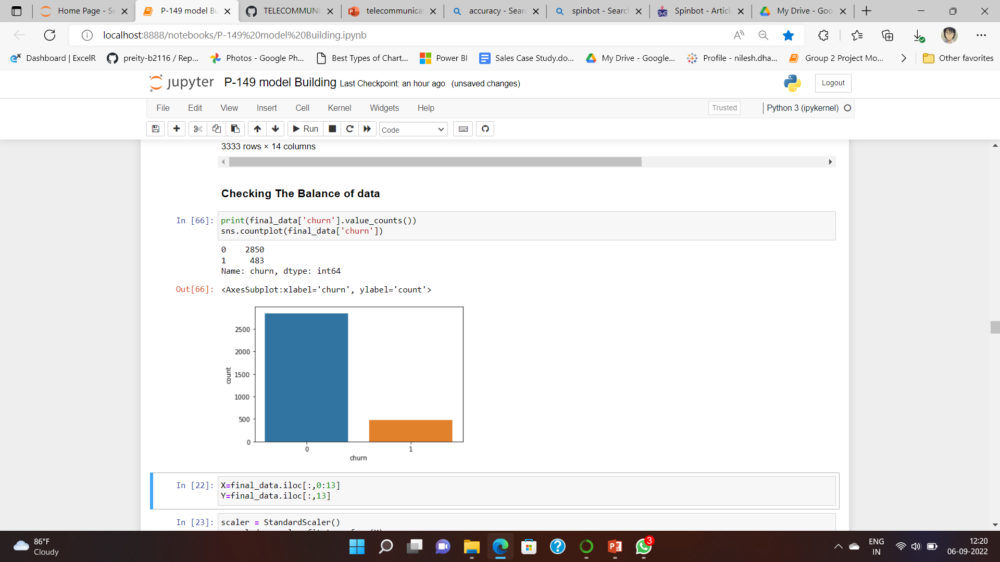 Home Page - Se
P-149 model Bu
TELECOMMUNI
telecommunicat
accuracy - Searc
spinbot - Search
Spinbot - Article
My Drive - Goo
localhost:8888/notebooks/P-149%20model%20Building.ipynb
Dashboard | ExcelR
preity-b2116 / Rep...
Photos - Google Ph...
Best Types of Chart...
Power BI
Sales Case Study.do...
My Drive - Google...
Profile - nilesh.dha...
Group 2 Project Mo...
Other favorites
jupyter P-149 model Building Last Checkpoint: an hour ago (unsaved changes)
Logout
File Edit View Insert Cell Kernel Widgets Help
Trusted
Python 3 (ipykernel)
Run
Code
3333 rows × 14 columns
Checking The Balance of data
In [66]: print(final_data['churn'].value_counts())
sns.countplot(final_data['churn'])
0 2850
1 483
Name: churn, dtype: int64
Out[66]: <AxesSubplot:xlabel='churn', ylabel='count'>
2500
2000
1500
1000
500
0
count
0 1
churn
In [22]: X=final_data.iloc[:,0:13]
Y=final_data.iloc[:,13]
In [23]: scaler = StandardScaler()
86°F
Cloudy
3
ENG
IN
12:20
06-09-2022